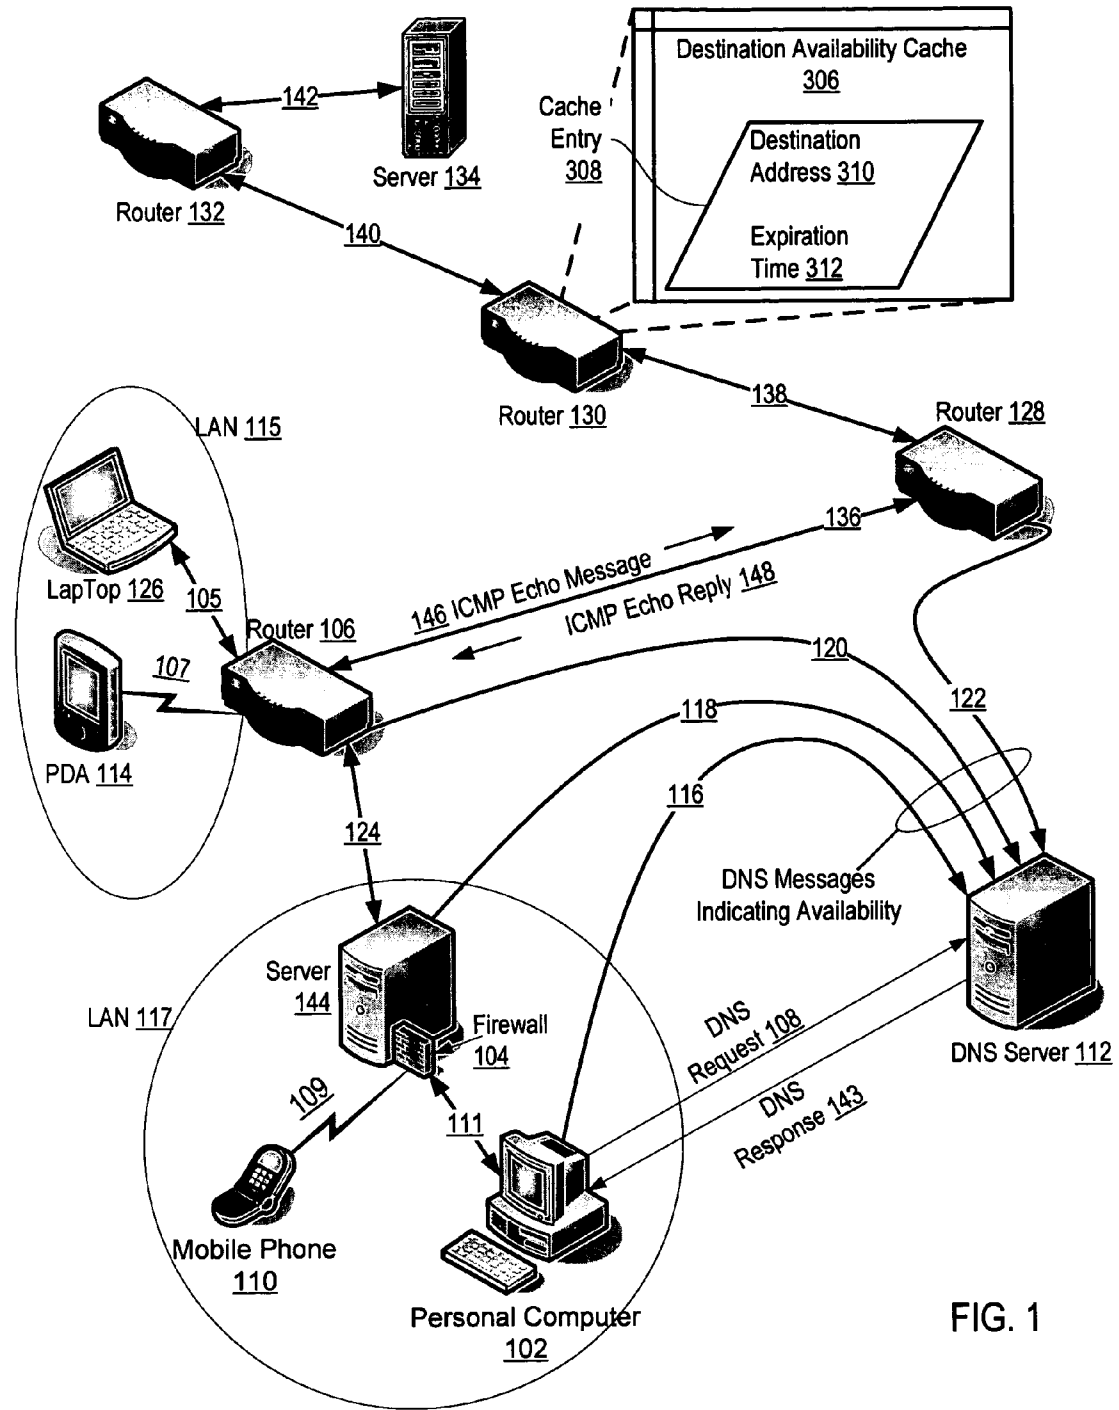 142
Server 134
Router 132
140
Destination Availability Cache
306
Cache
Entry
308
Destination
Address 310
Expiration
Time 312
Router 130
138
Router 128
LAN 115
136
LapTop 126
105
146 ICMP Echo Message
ICMP Echo Reply 148
Router 106
107
PDA 114
120
118
122
116
124
DNS Messages
Indicating Availability
Server
144
LAN 117
Firewall
104
DNS
Request 108
DNS Server 112
109
111
DNS
Response 143
Mobile Phone
110
Personal Computer
102
FIG. 1